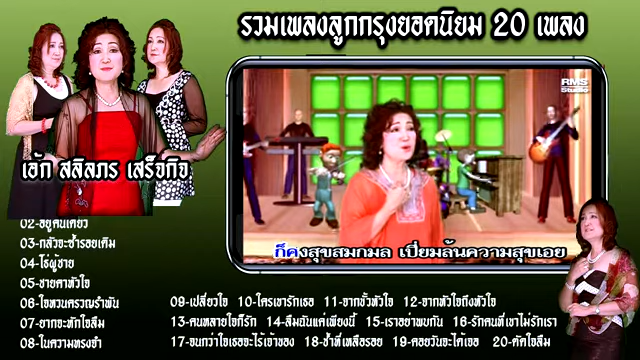 รวมเพลงลูกกรุงยอดนิยม 20 เพลง
RMS
Studio
เอ้ก สลิลภร เสร็จกิจ
ก็คงสุขสมกมล เปี่ยมล้นความสุขเอย
02-อยู่คนเดียว
03-กลัวจะช้ำรอยเดิม
04-โธ่ผู้ชาย
05-ชายคาหัวใจ
06-ใจหวนครวญรำพัน
07-ยากจะหักใจลืม
08-ในความทรงจำ
09-เปลี่ยวใจ 10-ใครเขารักเธอ 11-จากขั้วหัวใจ 12-จากหัวใจถึงหัวใจ
13-คนหลายใจก็รัก 14-ลืมฉันแค่เพียงนี้ 15-เราอย่าพบกัน 16-รักคนที่เขาไม่รักเรา
17-จนกว่าใจเธอจะไร้เจ้าของ 18-ช้ำที่เหลือรอย 19-คอยวันจะได้เจอ 20-ตัดใจลืม